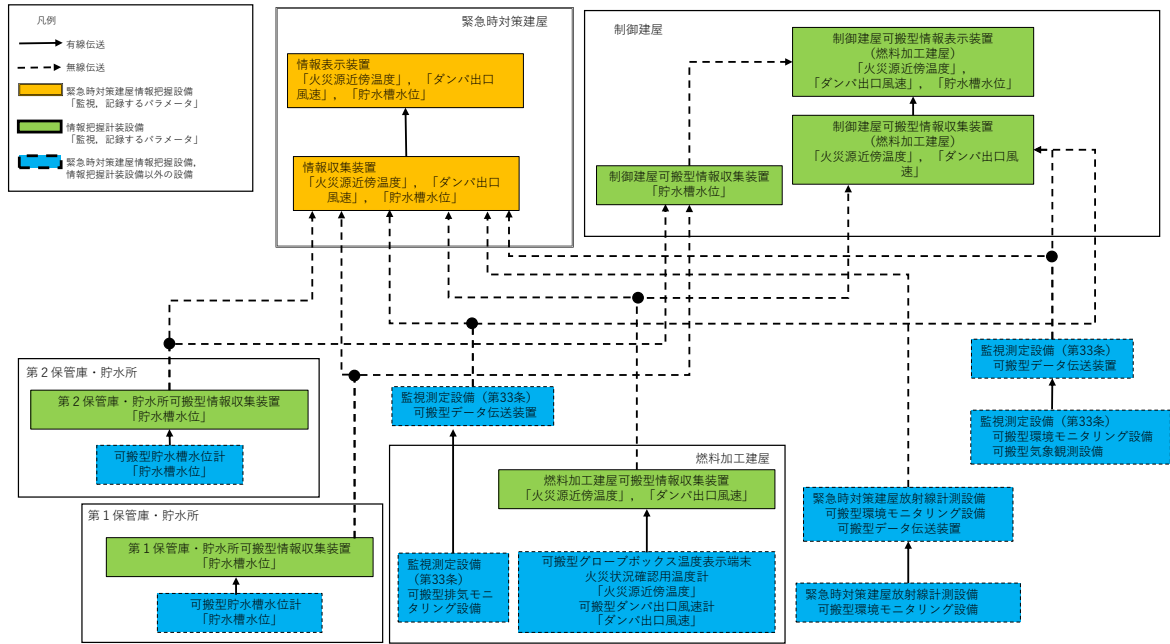 凡例
有線伝送
無線伝送
緊急時対策建屋情報把握設備
「監視，記録するパラメータ」
情報把握計装設備
「監視，記録するパラメータ」
緊急時対策建屋情報把握設備，
情報把握計装設備以外の設備
緊急時対策建屋
情報表示装置
「火災源近傍温度」，「ダンパ出口
風速」，「貯水槽水位」
情報収集装置
「火災源近傍温度」，「ダンパ出口
風速」，「貯水槽水位」
制御建屋
制御建屋可搬型情報表示装置
(燃料加工建屋)
「火災源近傍温度」，
「ダンパ出口風速」，「貯水槽水位」
制御建屋可搬型情報収集装置
(燃料加工建屋)
「火災源近傍温度」，「ダンパ出口風
速」
制御建屋可搬型情報収集装置
「貯水槽水位」
第２保管庫・貯水所
第２保管庫・貯水所可搬型情報収集装置
「貯水槽水位」
可搬型貯水槽水位計
「貯水槽水位」
第１保管庫・貯水所
第１保管庫・貯水所可搬型情報収集装置
「貯水槽水位」
可搬型貯水槽水位計
「貯水槽水位」
監視測定設備（第33条）
可搬型データ伝送装置
燃料加工建屋
燃料加工建屋可搬型情報収集装置
「火災源近傍温度」，「ダンパ出口風速」
監視測定設備
(第33条)
可搬型排気モニ
タリング設備
可搬型グローブボックス温度表示端末
火災状況確認用温度計
「火災源近傍温度」
可搬型ダンパ出口風速計
「ダンパ出口風速」
監視測定設備（第33条）
可搬型データ伝送装置
監視測定設備（第33条）
可搬型環境モニタリング設備
可搬型気象観測設備
緊急時対策建屋放射線計測設備
可搬型環境モニタリング設備
可搬型データ伝送装置
緊急時対策建屋放射線計測設備
可搬型環境モニタリング設備